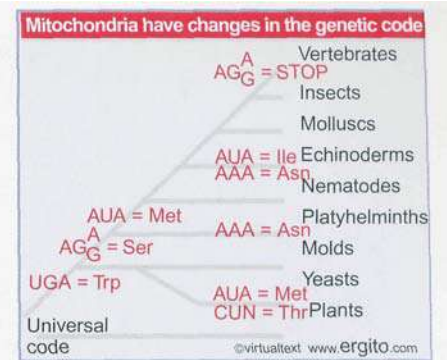 Mitochondria have changes in the genetic code
Vertebrates
A
AGG = STOP
Insects
Molluscs
AUA = Ile Echinoderms
AAA = Asn
Nematodes
AUA = Met
Platyhelminths
A
AGG = Ser
AAA = Asn
Molds
UGA = Trp
Yeasts
AUA = Met
CUN = Thr Plants
Universal
code
©virtualtext www.ergito.com